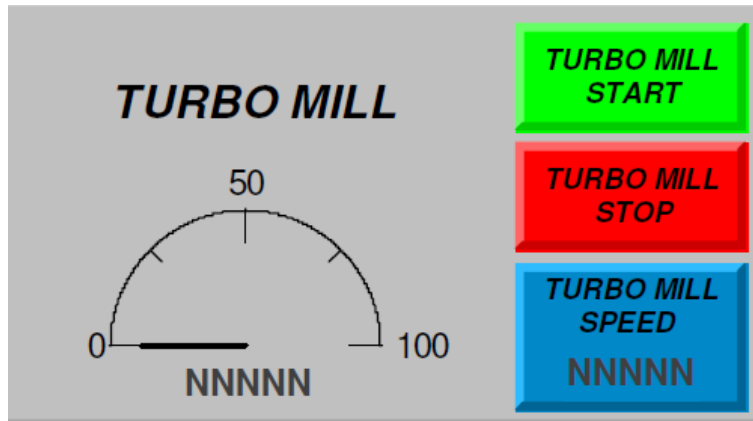 TURBO MILL
50
0
100
NNNNN
TURBO MILL
START
TURBO MILL
STOP
TURBO MILL
SPEED
NNNNN